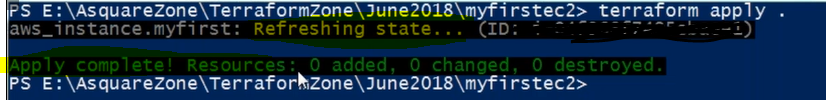 PS E:\AsquareZone\TerraformZone\June2018\myfirstec2> terraform apply .
aws_instance.myfirst: Refreshing state... (ID:
Apply complete! Resources: 0 added, 0 changed, 0 destroyed.
PS E:\AsquareZone\TerraformZone\June2018\myfirstec2>